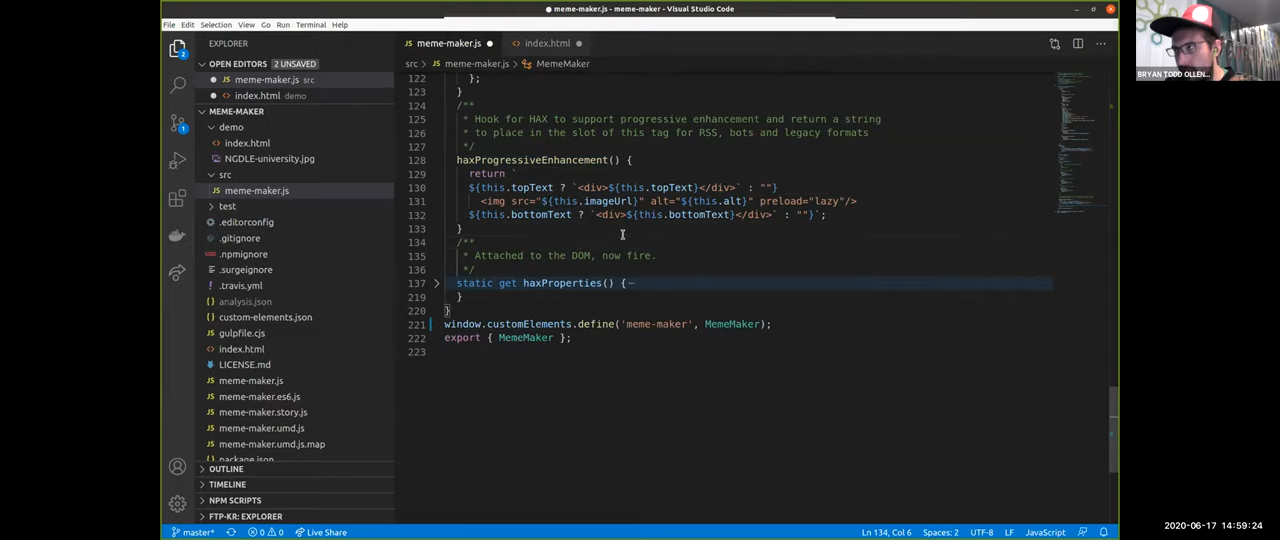 meme-maker.js - meme-maker - Visual Studio Code
File Edit Selection View Go Run Terminal Help
EXPLORER
meme-maker.js
index.html
OPEN EDITORS 2 UNSAVED
src > meme-maker.js > MemeMaker
meme-maker.js src
index.html demo
MEME-MAKER
demo
index.html
NGDLE-university.jpg
src
meme-maker.js
test
.editorconfig
.gitignore
.npmignore
.surgeignore
.travis.yml
analysis.json
custom-elements.json
gulpfile.cjs
index.html
LICENSE.md
meme-maker.js
meme-maker.es6.js
meme-maker.story.js
meme-maker.umd.js
meme-maker.umd.js.map
package.json
OUTLINE
TIMELINE
NPM SCRIPTS
FTP-KR: EXPLORER
122 };
123 }
124 /**
125 * Hook for HAX to support progressive enhancement and return a string
126 * to place in the slot of this tag for RSS, bots and legacy formats
127 */
128 haxProgressiveEnhancement() {
129 return `
130 ${this.topText ? `<div>${this.topText}</div>` : ""}
131 <img src="${this.imageUrl}" alt="${this.alt}" preload="lazy"/>
132 ${this.bottomText ? `<div>${this.bottomText}</div>` : ""}`;
133 }
134 /**
135 * Attached to the DOM, now fire.
136 */
137 static get haxProperties() {
219 }
220 }
221 window.customElements.define('meme-maker', MemeMaker);
222 export { MemeMaker };
223
master* 0 0 Live Share
Ln 134, Col 6 Spaces: 2 UTF-8 LF JavaScript
2
1
BRYAN TODD OLLEN...
2020-06-17 14:59:24